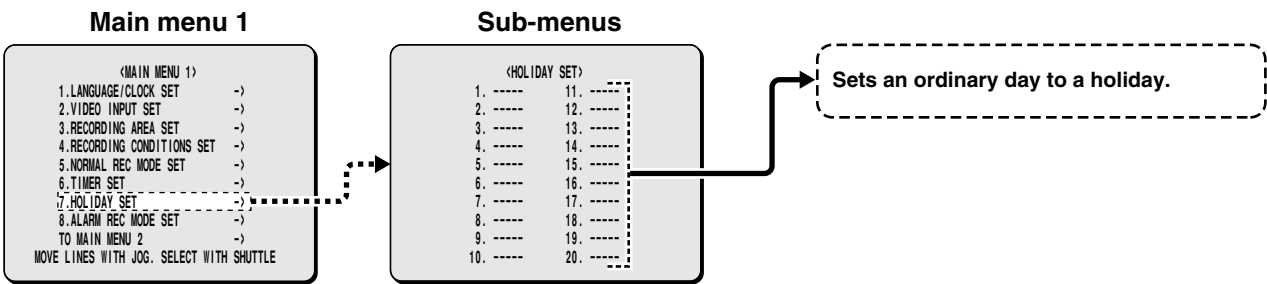 Main menu 1
<MAIN MENU 1>
1.LANGUAGE/CLOCK SET ->
2.VIDEO INPUT SET ->
3.RECORDING AREA SET ->
4.RECORDING CONDITIONS SET ->
5.NORMAL REC MODE SET ->
6.TIMER SET ->
7.HOLIDAY SET ->
8.ALARM REC MODE SET ->
TO MAIN MENU 2 ->
MOVE LINES WITH JOG. SELECT WITH SHUTTLE
Sub-menus
<HOLIDAY SET>
1. ----- 11. -----
2. ----- 12. -----
3. ----- 13. -----
4. ----- 14. -----
5. ----- 15. -----
6. ----- 16. -----
7. ----- 17. -----
8. ----- 18. -----
9. ----- 19. -----
10. ----- 20. -----
Sets an ordinary day to a holiday.